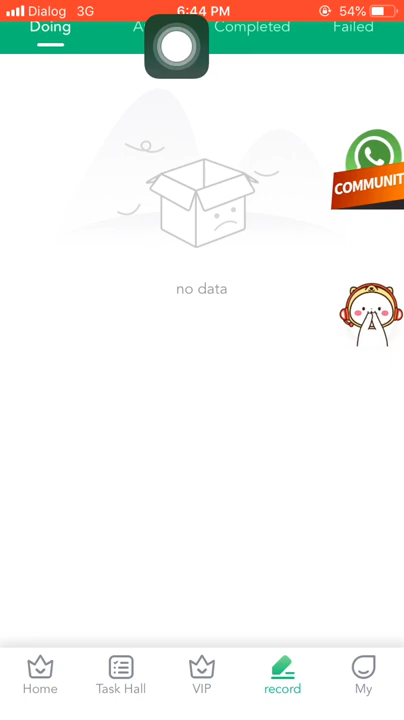 Dialog 3G 6:44 PM 54%
Doing Completed Failed
COMMUNIT
no data
Home Task Hall VIP record My